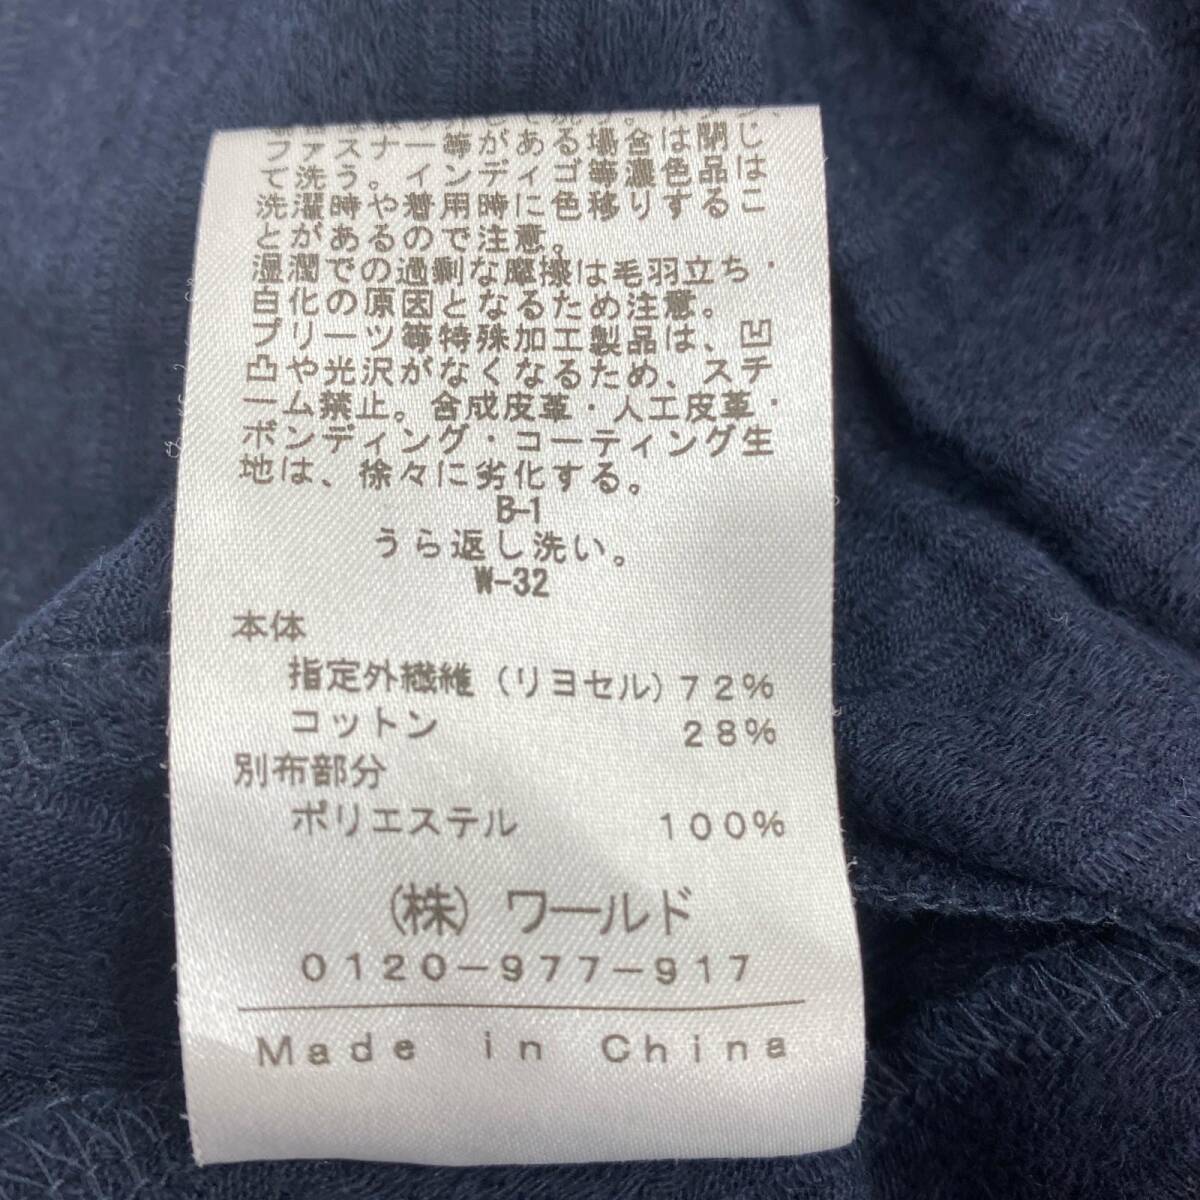 ファスナー等がある場合は閉じ
て洗う。インディゴ等濃色品は
洗濯時や着用時に色移りするこ
とがあるので注意。
湿潤での過剰な摩擦は毛羽立ち・
白化の原因となるため注意。
プリーツ等特殊加工製品は、凹
凸や光沢がなくなるため、スチ
ーム禁止。合成皮革・人工皮革・
ボンディング・コーティング生
地は、徐々に劣化する。
B-1
うら返し洗い。
W-32
本体
指定外繊維(リヨセル)72%
コットン 28%
別布部分
ポリエステル 100%
(株)ワールド
0120-977-917
Made in China